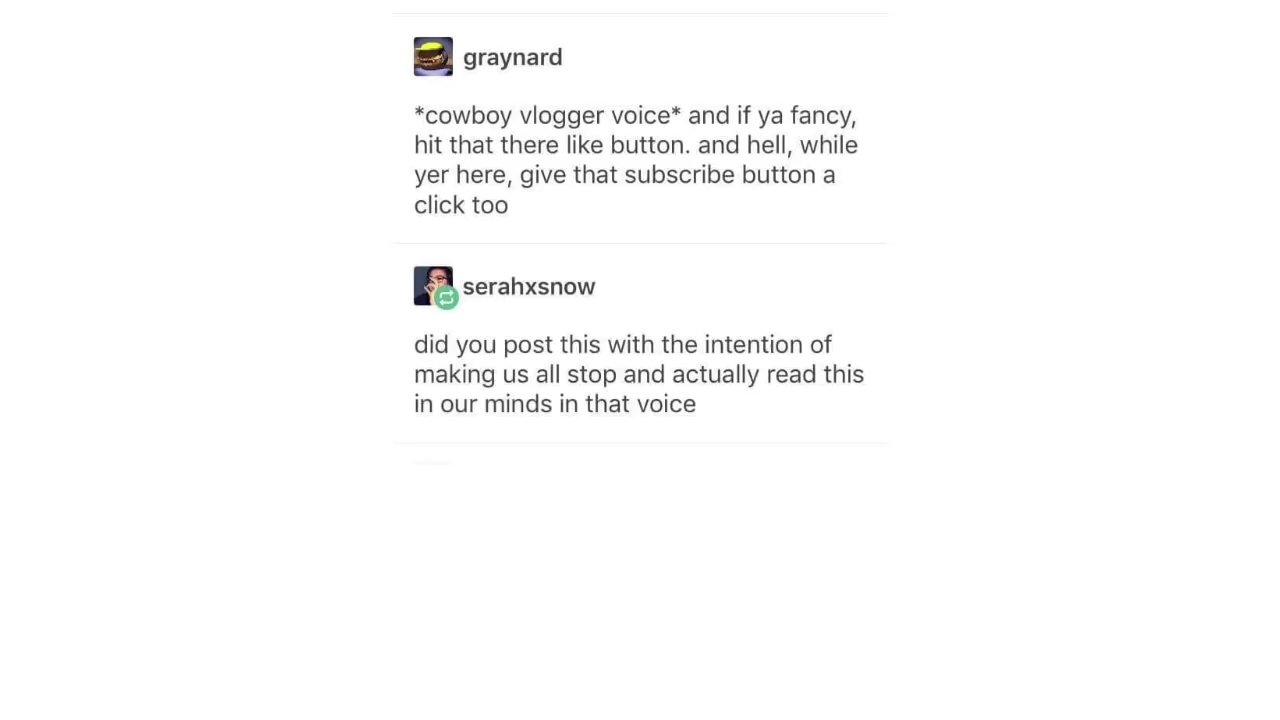 graynard
*cowboy vlogger voice* and if ya fancy,
hit that there like button. and hell, while
yer here, give that subscribe button a
click too
serahxsnow
did you post this with the intention of
making us all stop and actually read this
in our minds in that voice